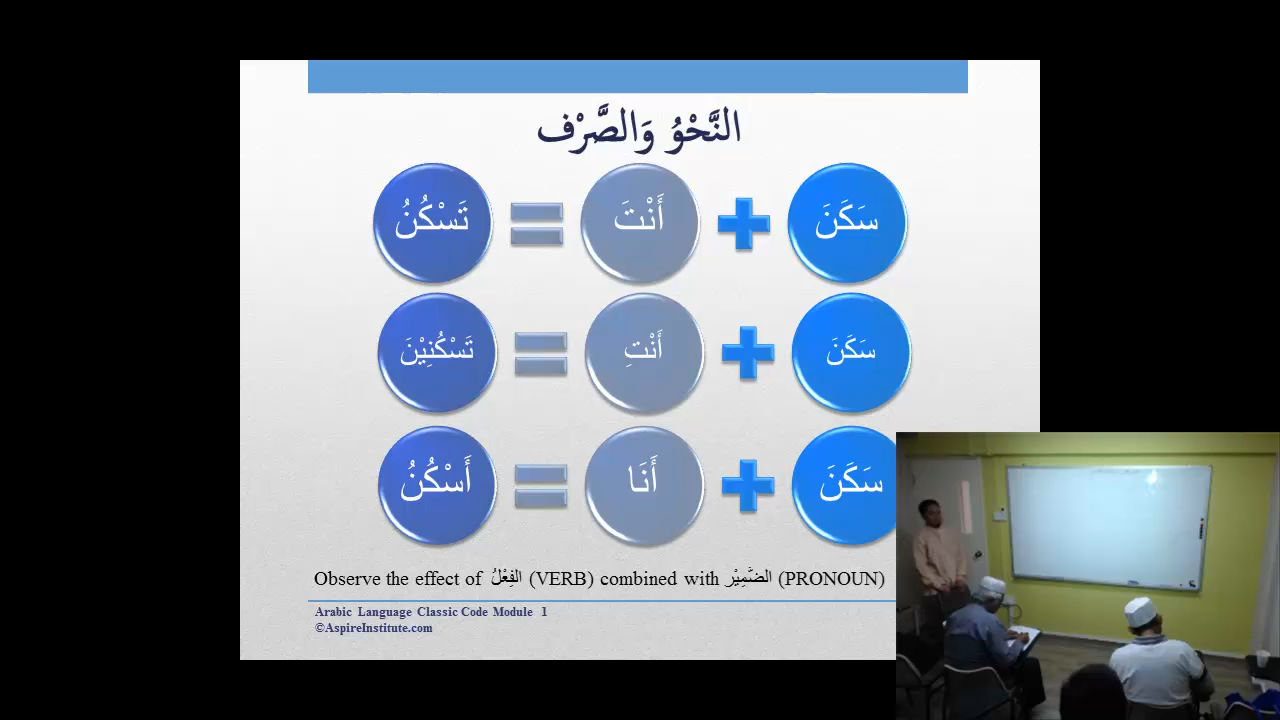 النَّحْوُ وَالصَّرْف
سَكَنَ + أَنْتَ = تَسْكُنُ
سَكَنَ + أَنْتِ = تَسْكُنِيْنَ
سَكَنَ + أَنَا = أَسْكُنُ
Observe the effect of الفِعْلُ (VERB) combined with الضَّمِيْر (PRONOUN)
Arabic Language Classic Code Module 1
©AspireInstitute.com